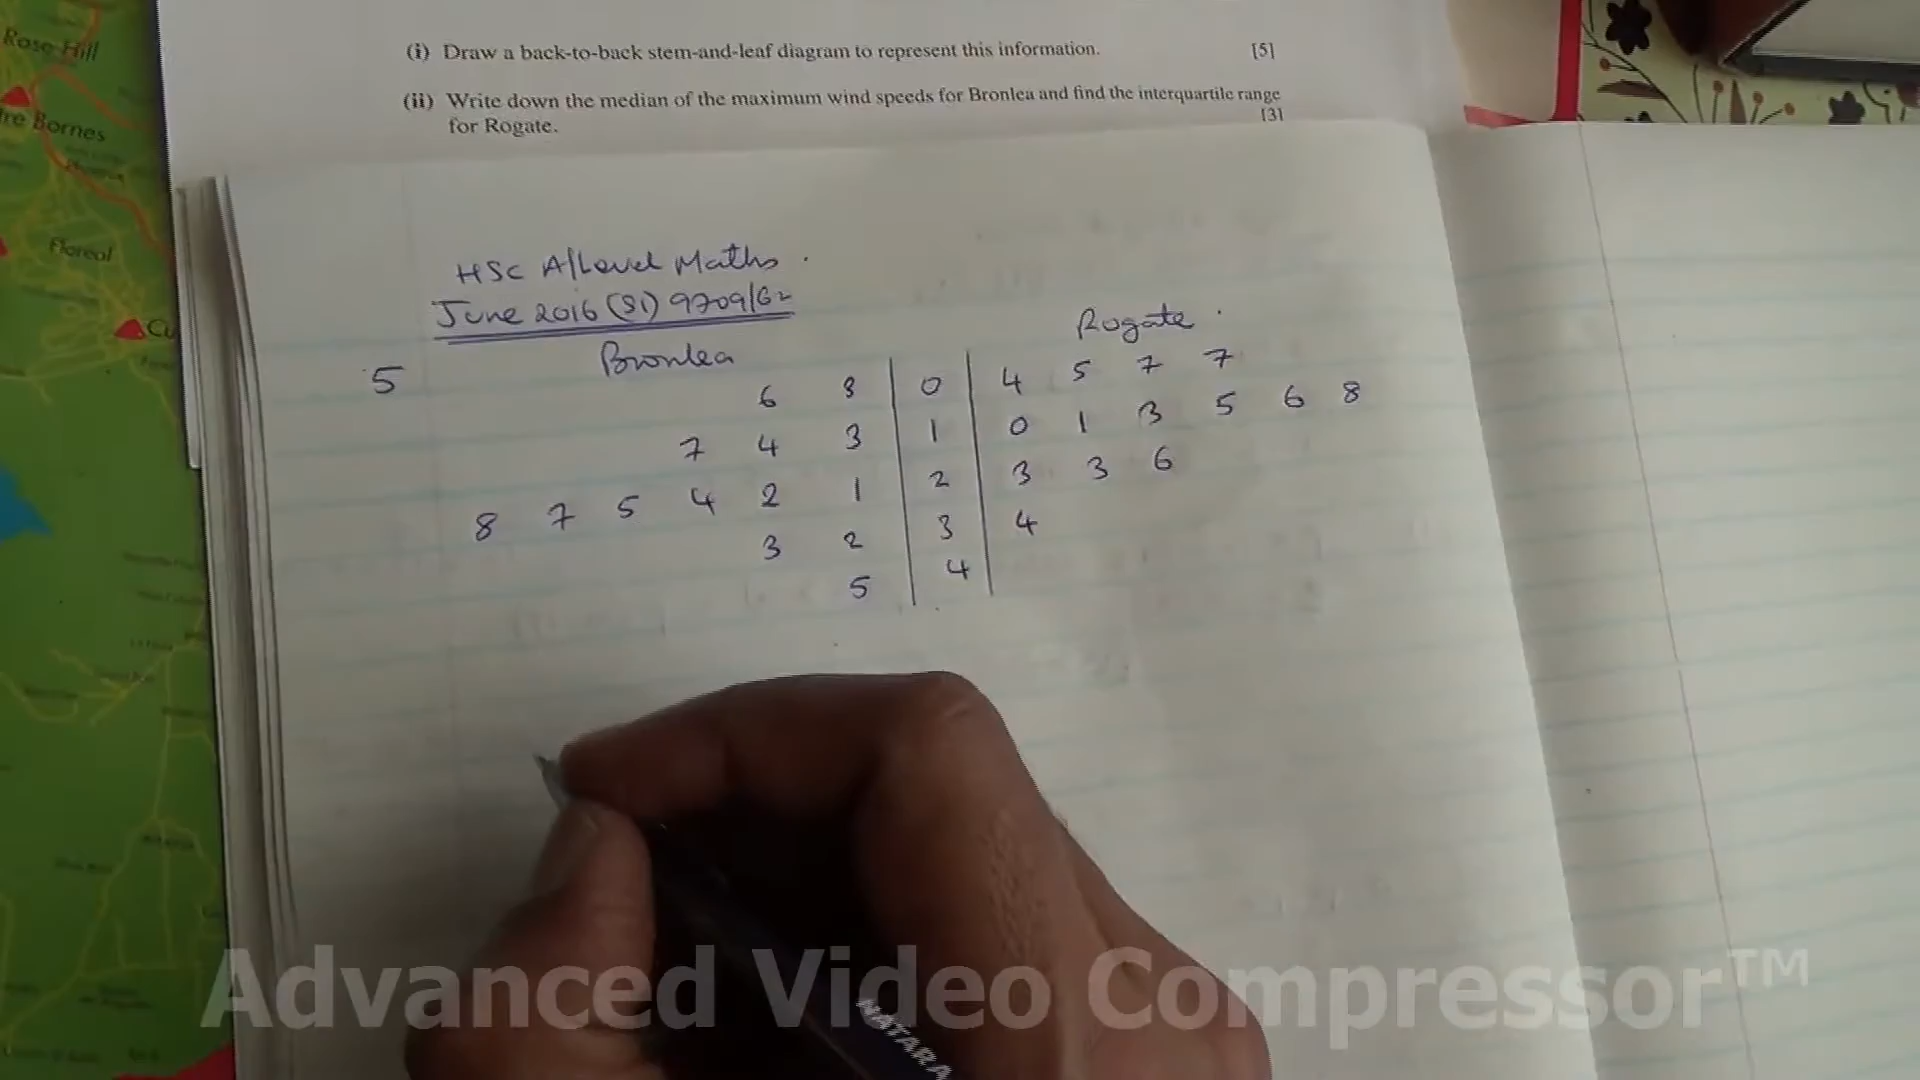 Rose Hill
Bornes
Floreal
(i) Draw a back-to-back stem-and-leaf diagram to represent this information. [5]
(ii) Write down the median of the maximum wind speeds for Bronlea and find the interquartile range
for Rogate. [3]
HSC A/Level Maths.
June 2016 (S1) 9709/62
5 Bronlea Rogate.
6 3 | 0 | 4 5 7 7
7 4 3 | 1 | 0 1 3 5 6 8
8 7 5 4 2 1 | 2 | 3 3 6
3 2 | 3 | 4
5 | 4 |
NATARA
Advanced Video Compressor™